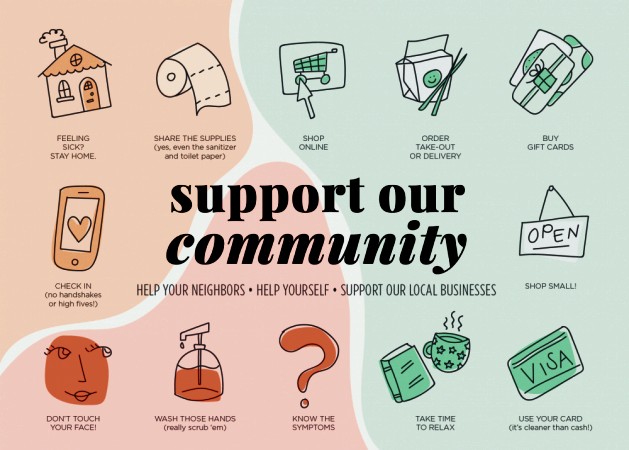 FEELING
SICK?
STAY HOME.
SHARE THE SUPPLIES
(yes, even the sanitizer
and toilet paper)
SHOP
ONLINE
ORDER
TAKE-OUT
OR DELIVERY
BUY
GIFT CARDS
support our
community
HELP YOUR NEIGHBORS • HELP YOURSELF • SUPPORT OUR LOCAL BUSINESSES
CHECK IN
(no handshakes
or high fives!)
OPEN
SHOP SMALL!
DON'T TOUCH
YOUR FACE!
WASH THOSE HANDS
(really scrub 'em)
KNOW THE
SYMPTOMS
TAKE TIME
TO RELAX
VISA
USE YOUR CARD
(it's cleaner than cash!)